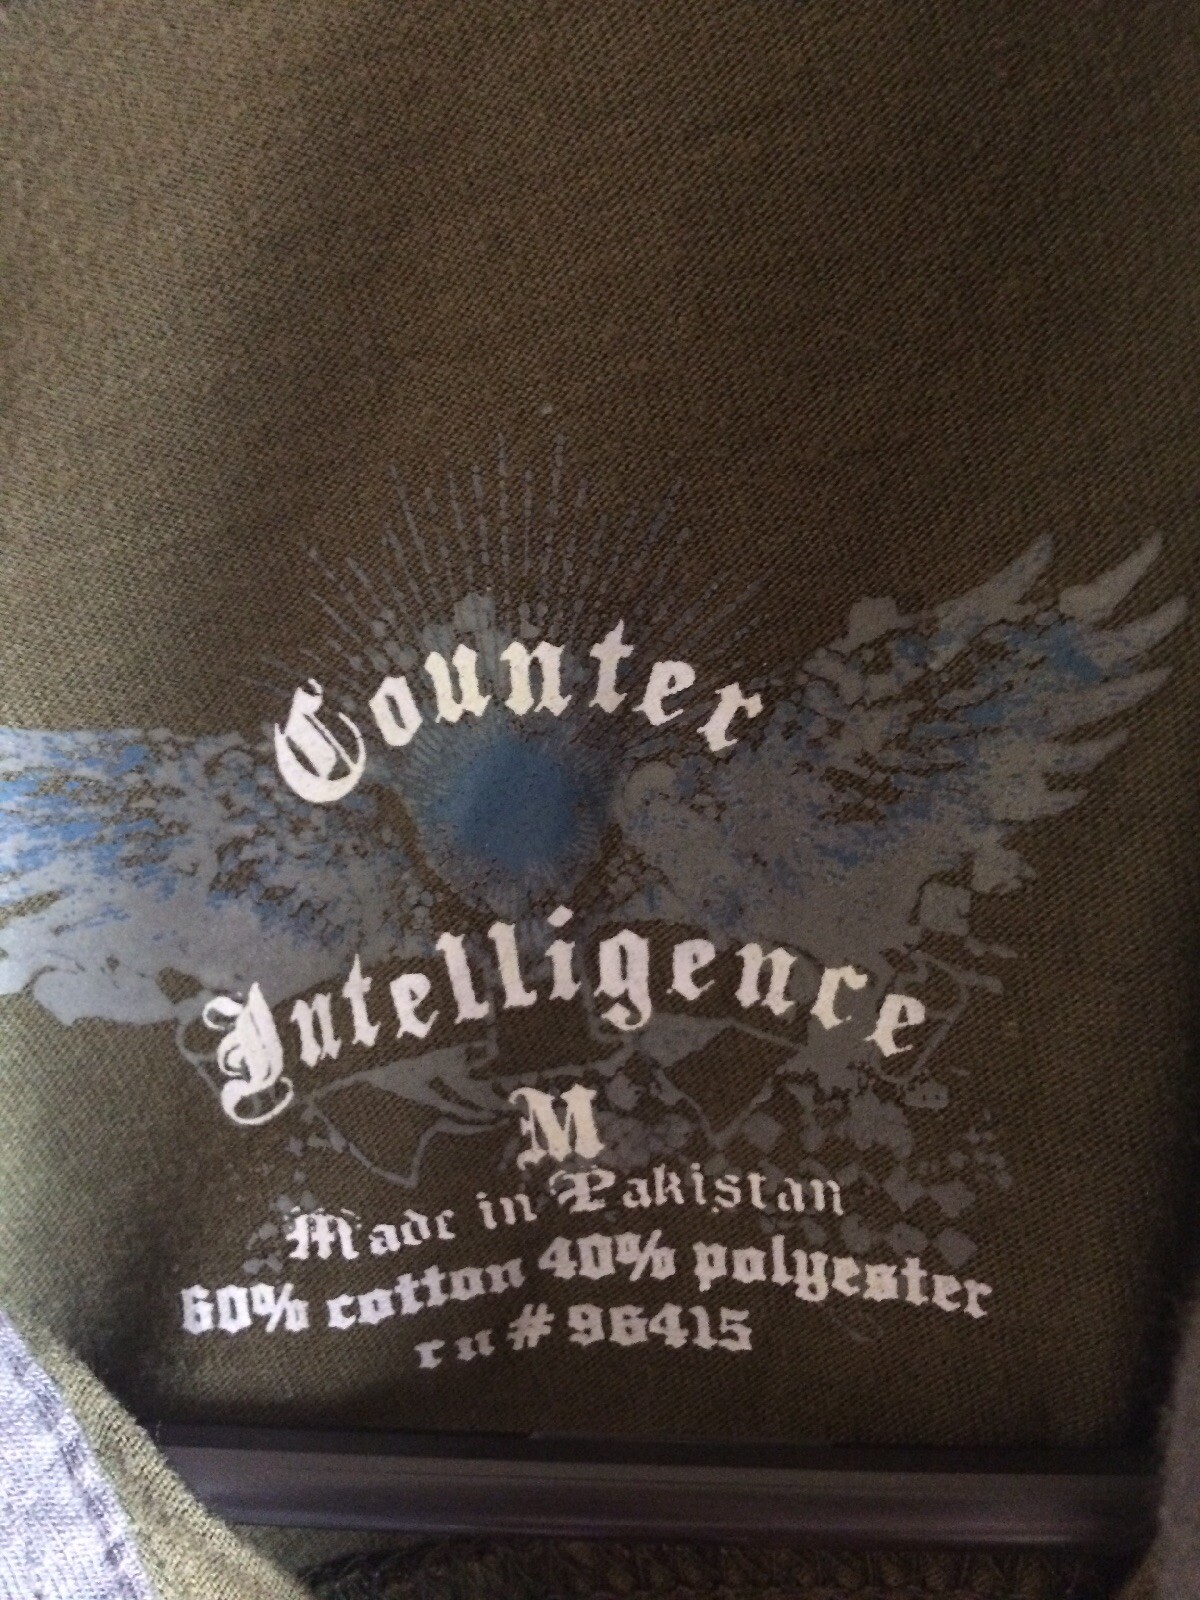 Counter
Intelligence
M
Made in Pakistan
60% cotton 40% polyester
rn # 96415